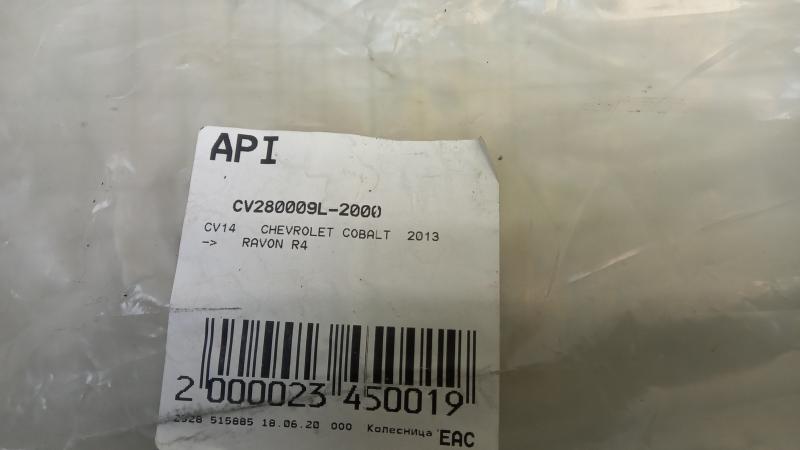 API
CV280009L-2000
CV14 CHEVROLET COBALT 2013
-> RAVON R4
2 000023 450019
2928 515885 18.06.20 ООО Колесница EAC